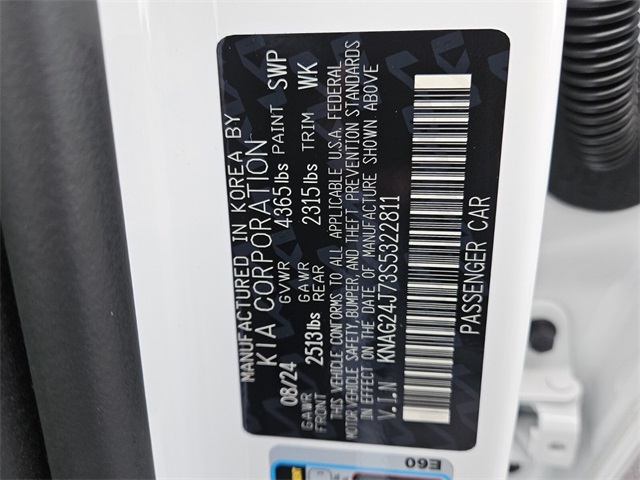 MANUFACTURED IN KOREA BY
KIA CORPORATION
08/24 GVWR 4365lbs PAINT SWP
GAWR FRONT 2513lbs GAWR REAR 2315lbs TRIM WK
THIS VEHICLE CONFORMS TO ALL APPLICABLE U.S.A. FEDERAL
MOTOR VEHICLE SAFETY, BUMPER, AND THEFT PREVENTION STANDARDS
IN EFFECT ON THE DATE OF MANUFACTURE SHOWN ABOVE
V.I.N KNAG24J73S5322811
PASSENGER CAR
E60